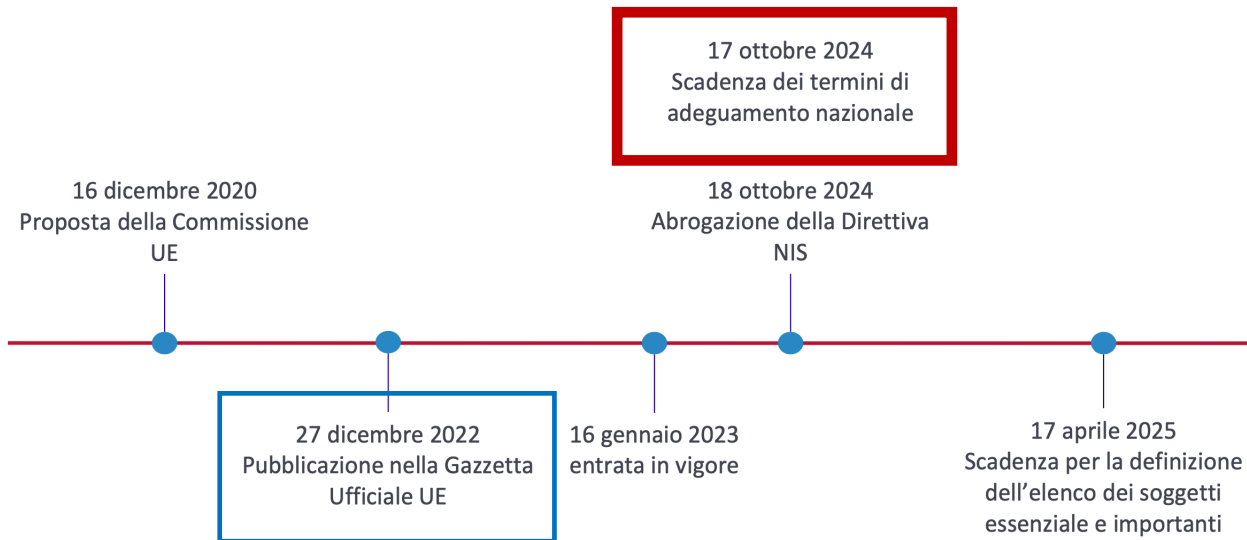 17 ottobre 2024
Scadenza dei termini di
adeguamento nazionale
16 dicembre 2020
Proposta della Commissione
UE
18 ottobre 2024
Abrogazione della Direttiva
NIS
27 dicembre 2022
Pubblicazione nella Gazzetta
Ufficiale UE
16 gennaio 2023
entrata in vigore
17 aprile 2025
Scadenza per la definizione
dell’elenco dei soggetti
essenziale e importanti